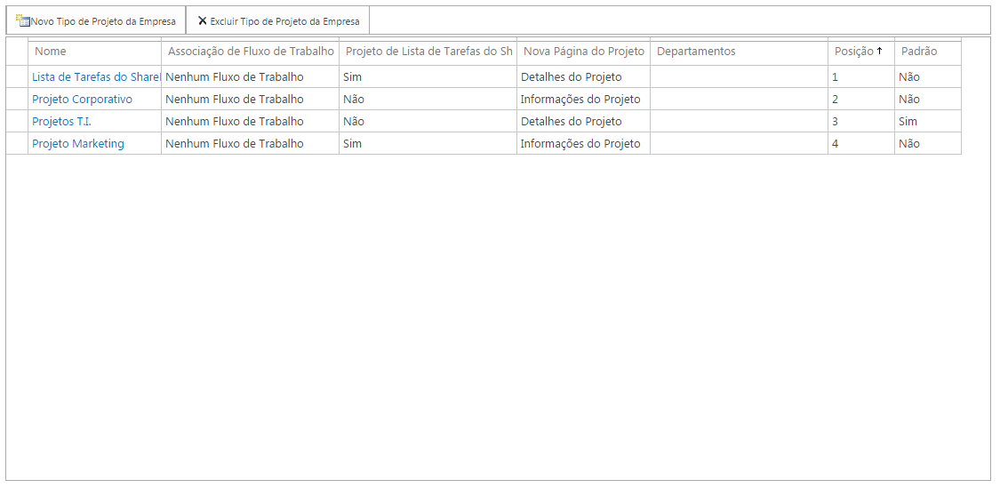 Novo Tipo de Projeto da Empresa Excluir Tipo de Projeto da Empresa
Nome Associação de Fluxo de Trabalho Projeto de Lista de Tarefas do Sh Nova Página do Projeto Departamentos Posição Padrão
Lista de Tarefas do Share Nenhum Fluxo de Trabalho Sim Detalhes do Projeto 1 Não
Projeto Corporativo Nenhum Fluxo de Trabalho Não Informações do Projeto 2 Não
Projetos T.I. Nenhum Fluxo de Trabalho Não Detalhes do Projeto 3 Sim
Projeto Marketing Nenhum Fluxo de Trabalho Sim Informações do Projeto 4 Não